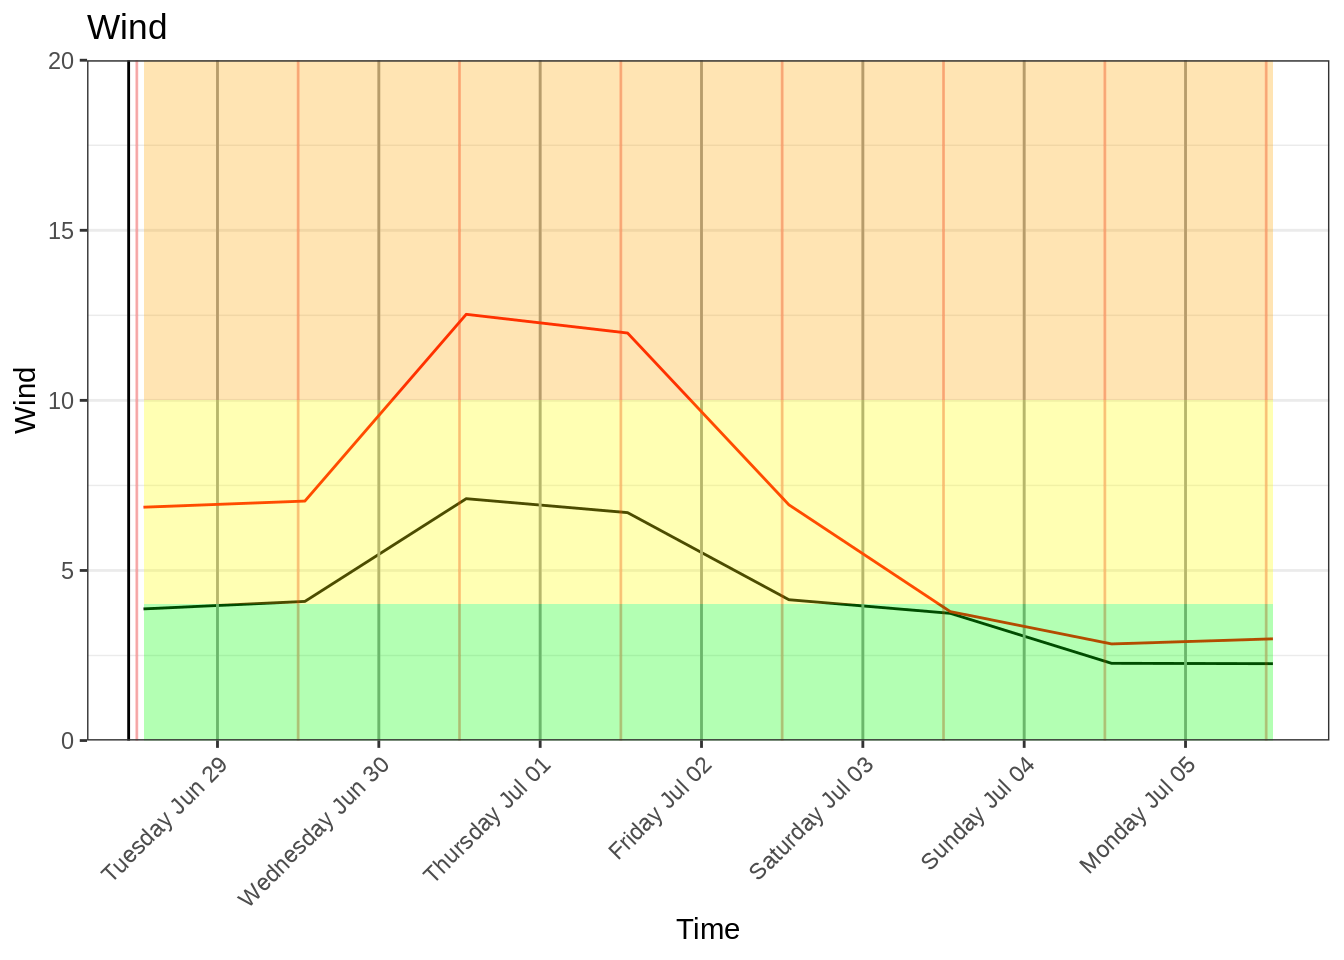 Wind
20
15
10
5
0
Wind
Tuesday Jun 29
Wednesday Jun 30
Thursday Jul 01
Friday Jul 02
Saturday Jul 03
Sunday Jul 04
Monday Jul 05
Time